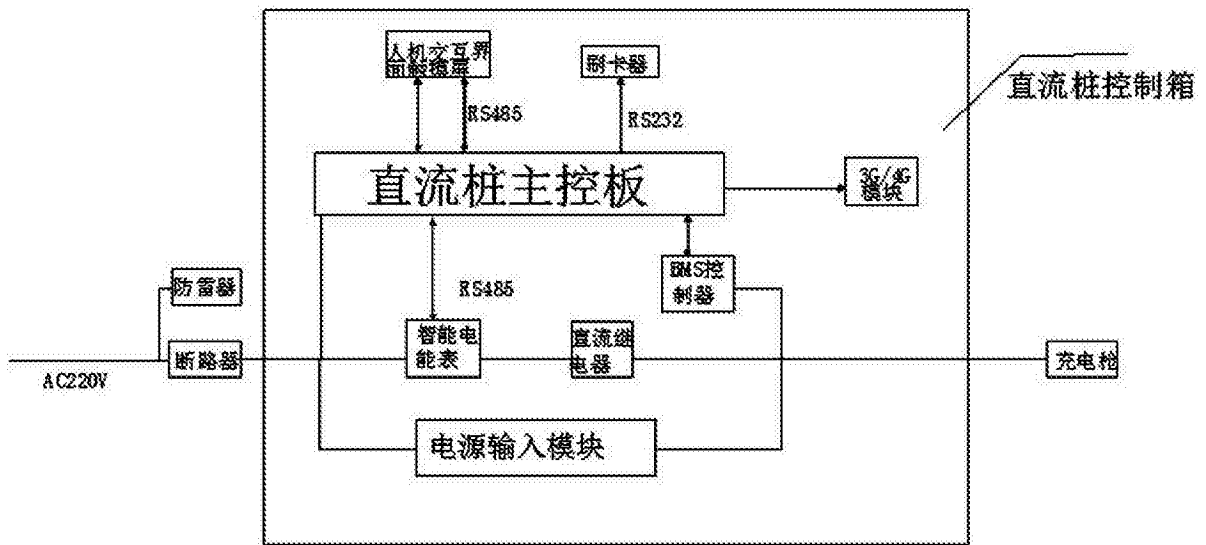 人机交互界
面触摸屏
刷卡器
直流桩控制箱
RS485
RS232
直流桩主控板
3G/4G
模块
防雷器
RS485
BMS控
制器
智能电
能表
直流继
电器
断路器
充电枪
AC220V
电源输入模块